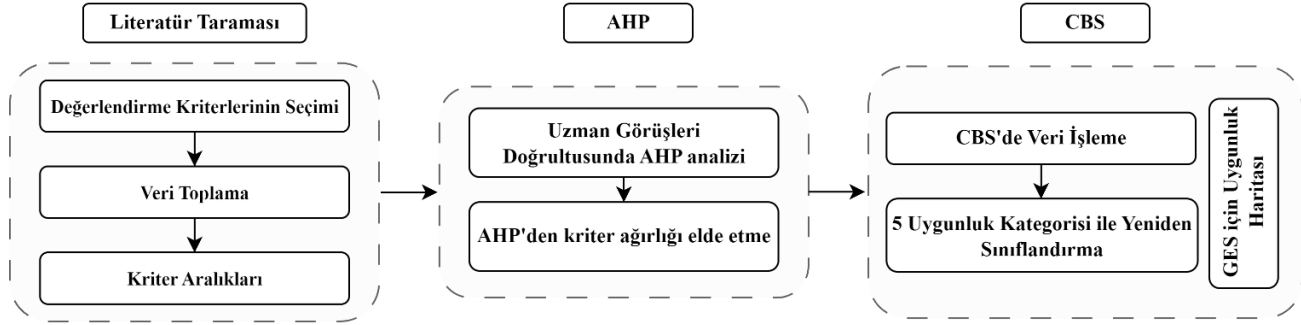 Literatür Taraması
Değerlendirme Kriterlerinin Seçimi
Veri Toplama
Kriter Aralıkları
AHP
Uzman Görüşleri
Doğrultusunda AHP analizi
AHP'den kriter ağırlığı elde etme
CBS
CBS'de Veri İşleme
5 Uygunluk Kategorisi ile Yeniden
Sınıflandırma
GES için Uygunluk
Haritası